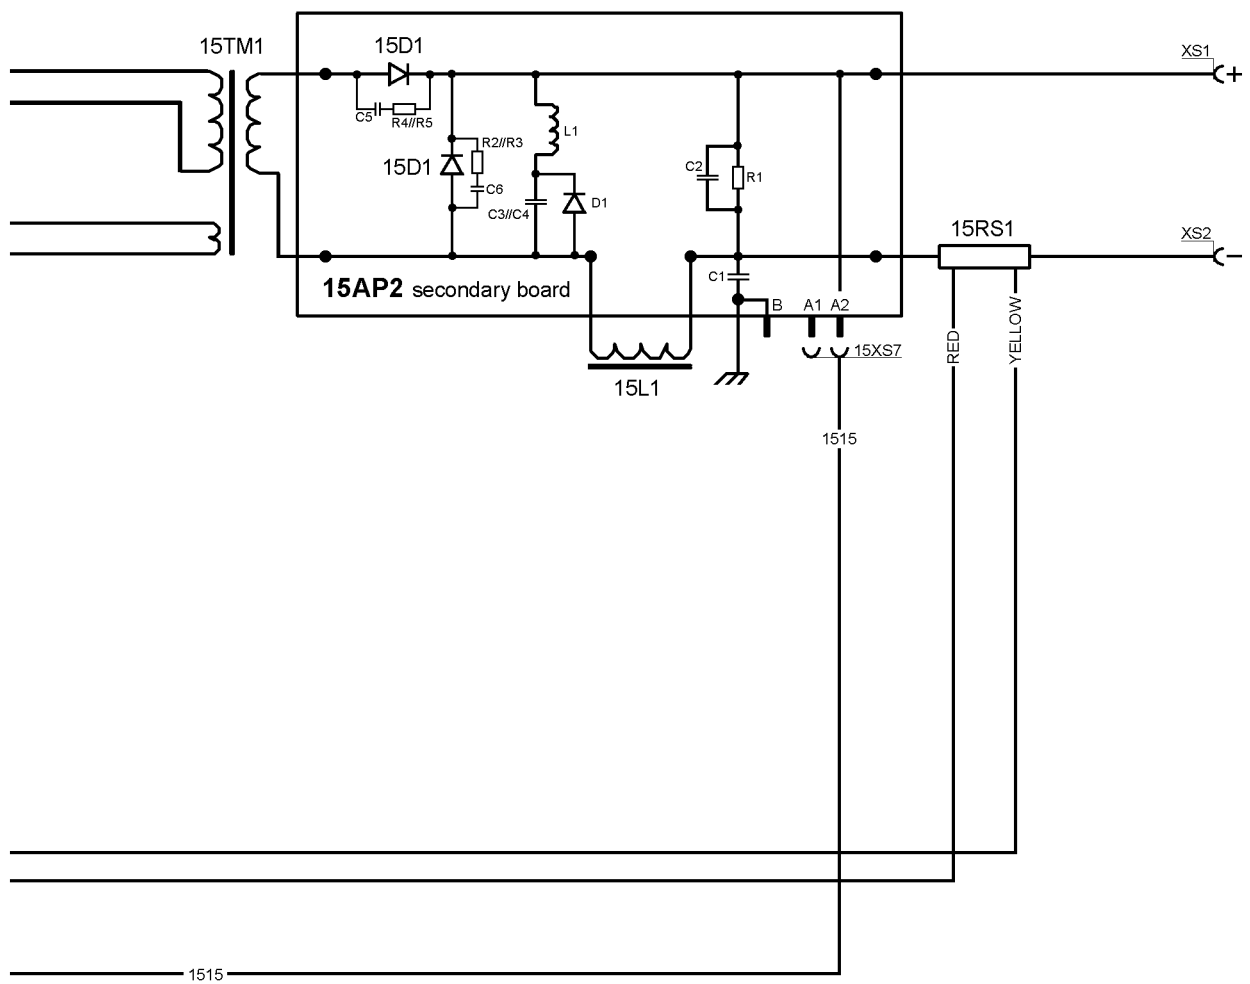 15TM1
15D1
XS1
+
C5
R4//R5
L1
R2//R3
15D1
C6
C3//C4
D1
C2
R1
15RS1
XS2
−
15AP2 secondary board
C1
B
A1
A2
15XS7
RED
YELLOW
15L1
1515
1515